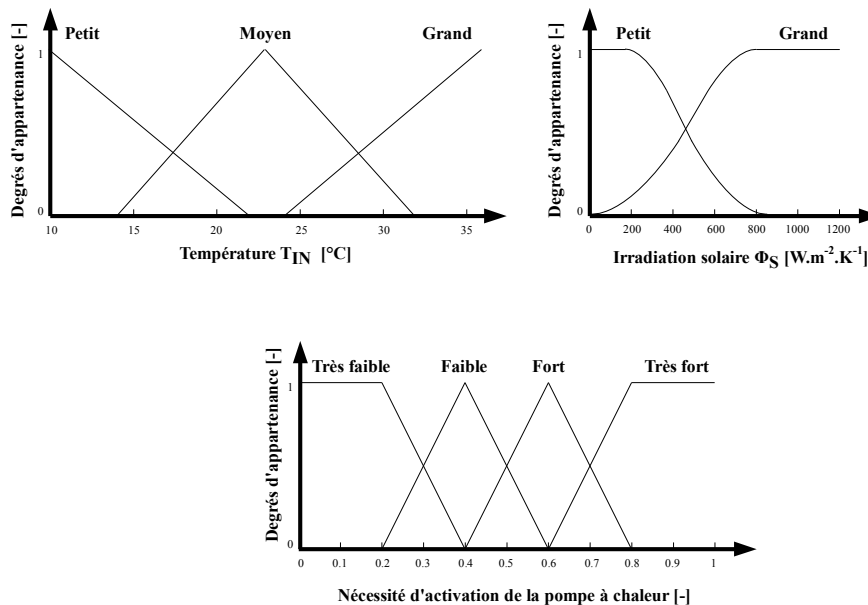 Petit Moyen Grand
Degrés d'appartenance [-]
1
0
10 15 20 25 30 35
Température T_IN [°C]
Petit Grand
Degrés d'appartenance [-]
1
0
0 200 400 600 800 1000 1200
Irradiation solaire Φ_S [W.m⁻².K⁻¹]
Très faible Faible Fort Très fort
Degrés d'appartenance [-]
1
0
0 0.1 0.2 0.3 0.4 0.5 0.6 0.7 0.8 0.9 1
Nécessité d'activation de la pompe à chaleur [-]